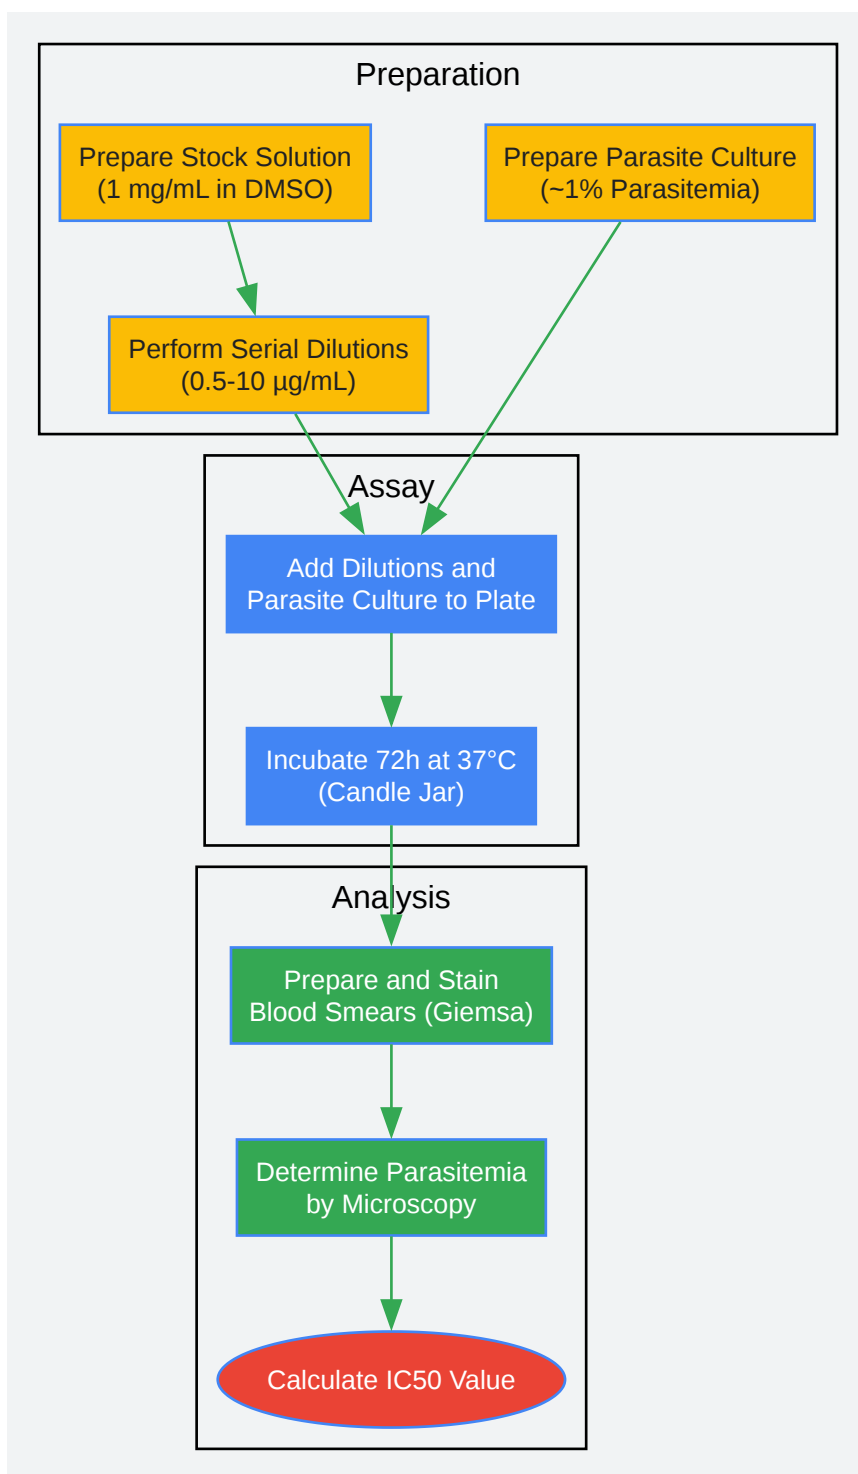 Preparation
Prepare Stock Solution
(1 mg/mL in DMSO)
Prepare Parasite Culture
(~1% Parasitemia)
Perform Serial Dilutions
(0.5-10 µg/mL)
Assay
Add Dilutions and
Parasite Culture to Plate
Incubate 72h at 37°C
(Candle Jar)
Analysis
Prepare and Stain
Blood Smears (Giemsa)
Determine Parasitemia
by Microscopy
Calculate IC50 Value